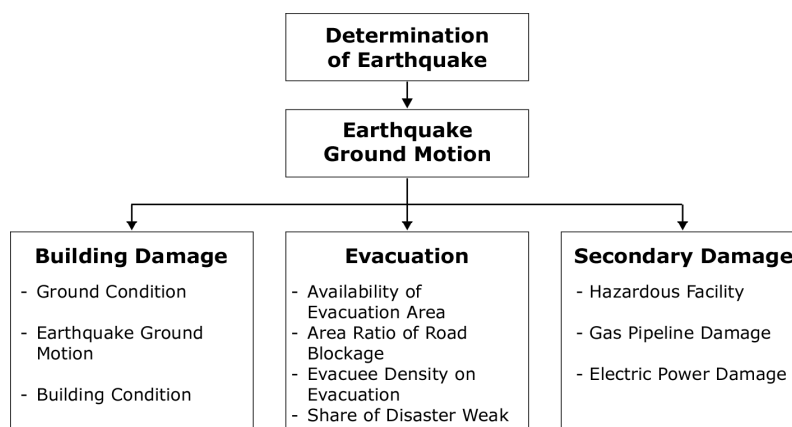 Determination
of Earthquake
Earthquake
Ground Motion
Building Damage
- Ground Condition
- Earthquake Ground
Motion
- Building Condition
Evacuation
- Availability of
Evacuation Area
- Area Ratio of Road
Blockage
- Evacuee Density on
Evacuation
- Share of Disaster Weak
Secondary Damage
- Hazardous Facility
- Gas Pipeline Damage
- Electric Power Damage